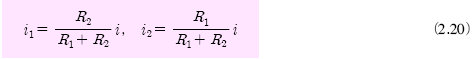 i₁ = R₂ / (R₁ + R₂) i, i₂ = R₁ / (R₁ + R₂) i (2.20)